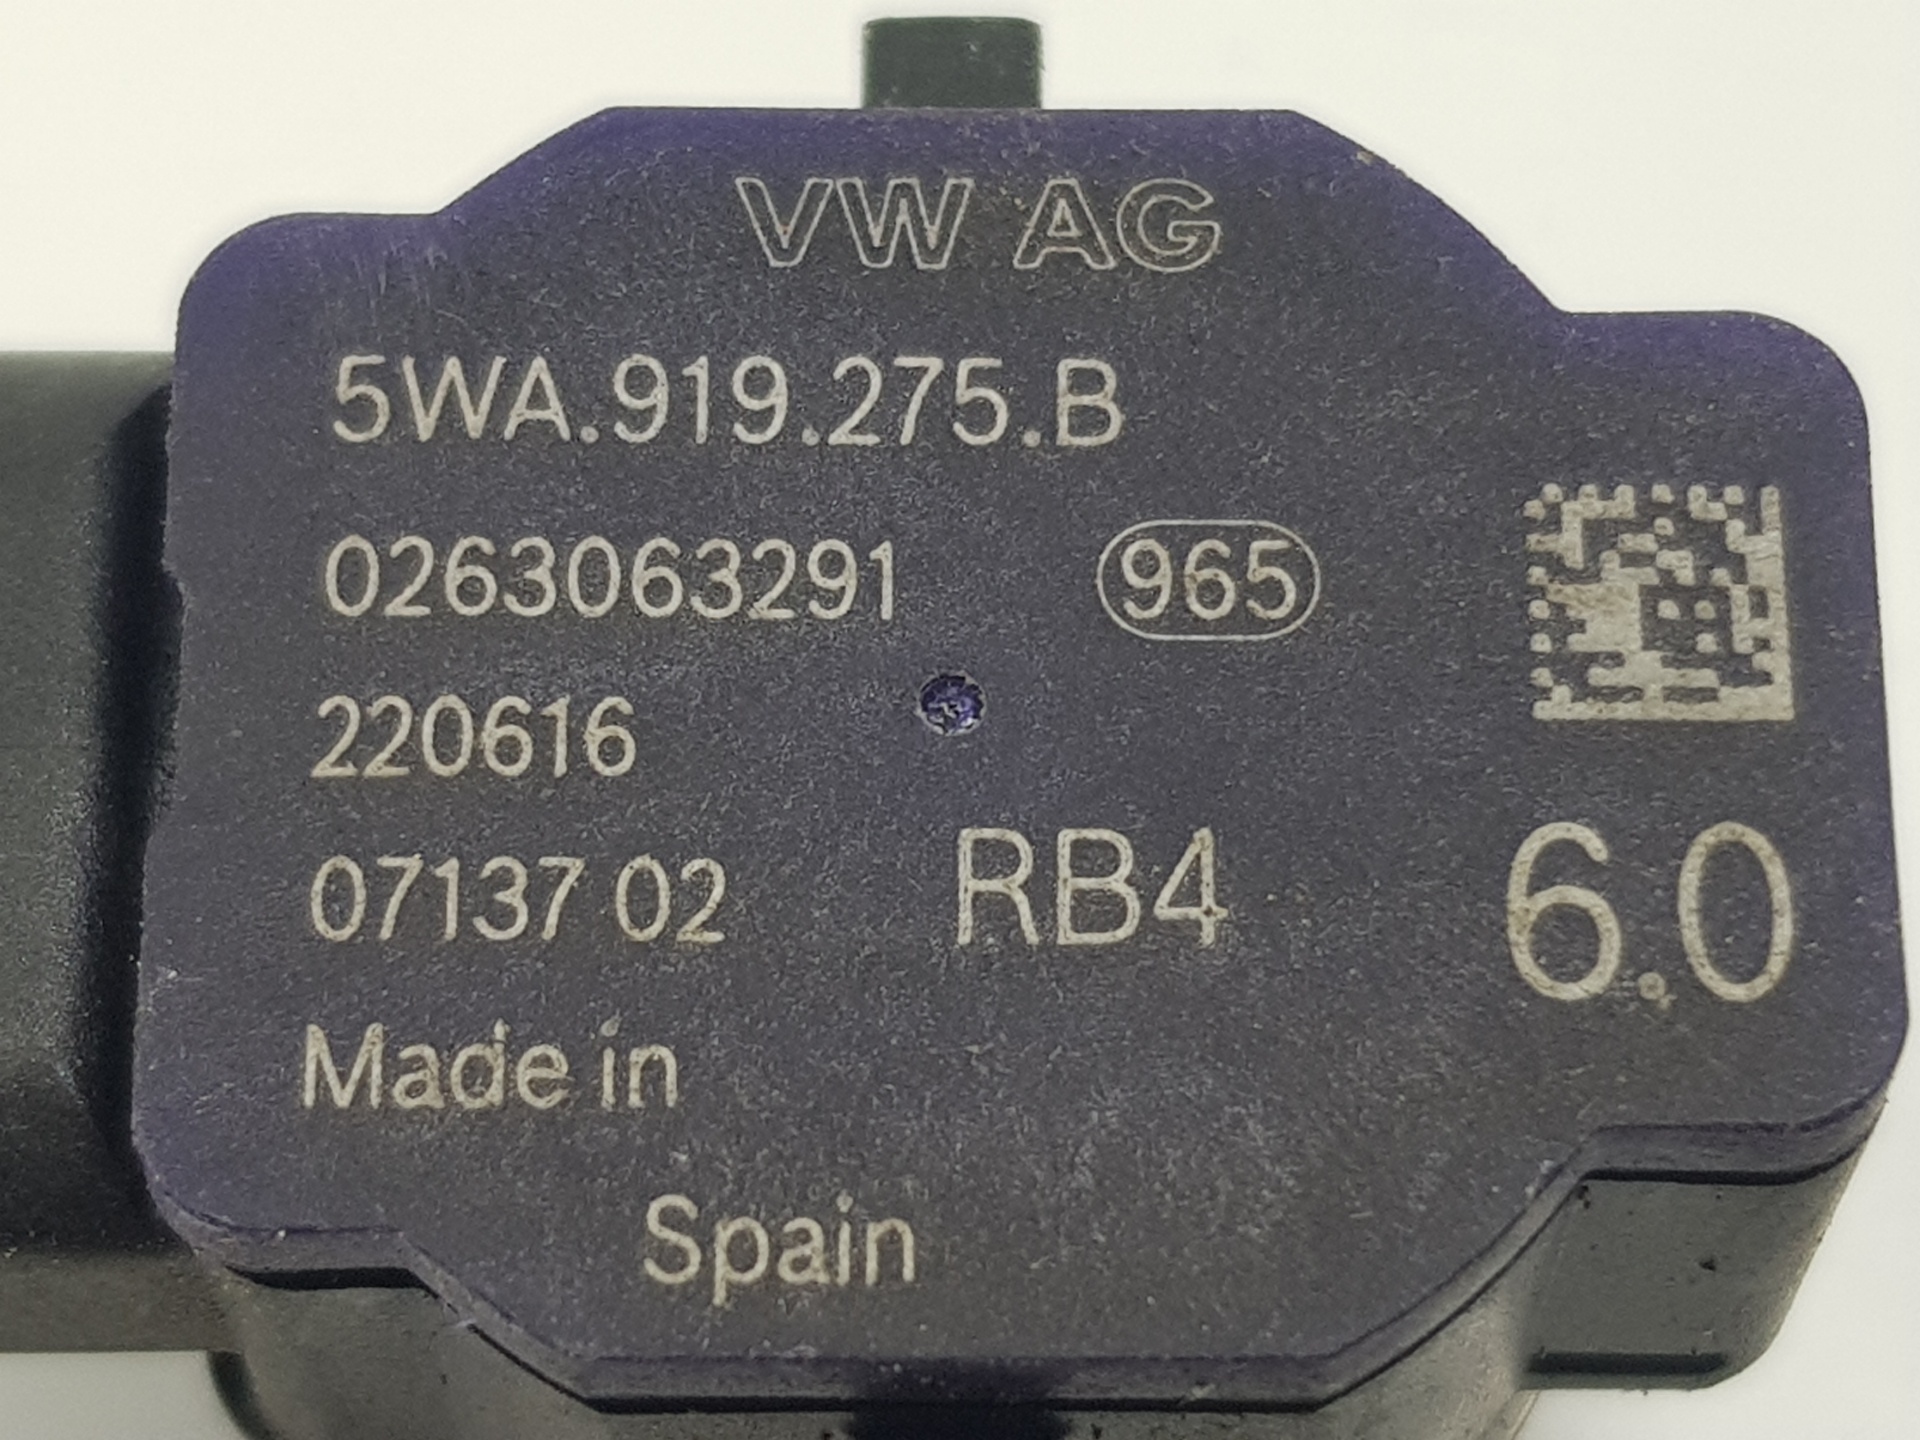 VW AG
5WA.919.275.B
0263063291 965
220616
07137 02 RB4 6.0
Made in
Spain